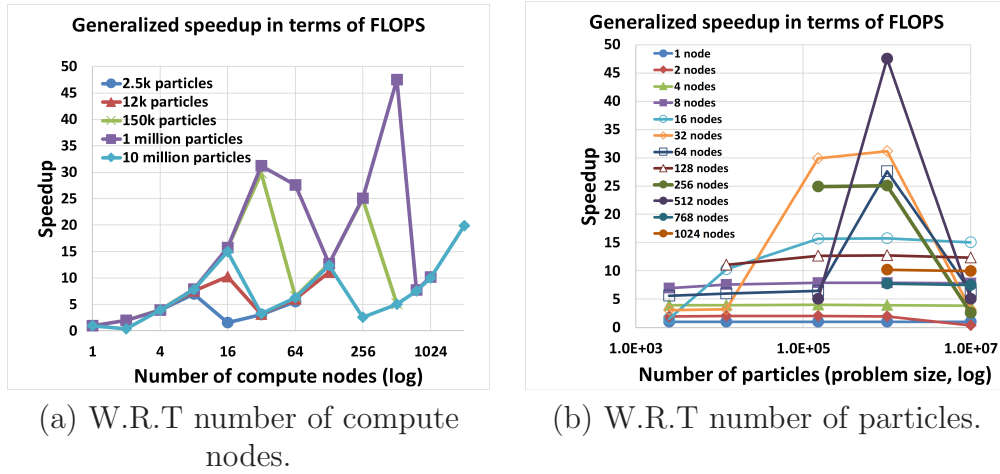 Generalized speedup in terms of FLOPS
50
45
40
35
30
25
20
15
10
5
0
Speedup
2.5k particles
12k particles
150k particles
1 million particles
10 million particles
1 4 16 64 256 1024
Number of compute nodes (log)
(a) W.R.T number of compute
nodes.
Generalized speedup in terms of FLOPS
50
45
40
35
30
25
20
15
10
5
0
Speedup
1 node
2 nodes
4 nodes
8 nodes
16 nodes
32 nodes
64 nodes
128 nodes
256 nodes
512 nodes
768 nodes
1024 nodes
1.0E+03 1.0E+05 1.0E+07
Number of particles (problem size, log)
(b) W.R.T number of particles.